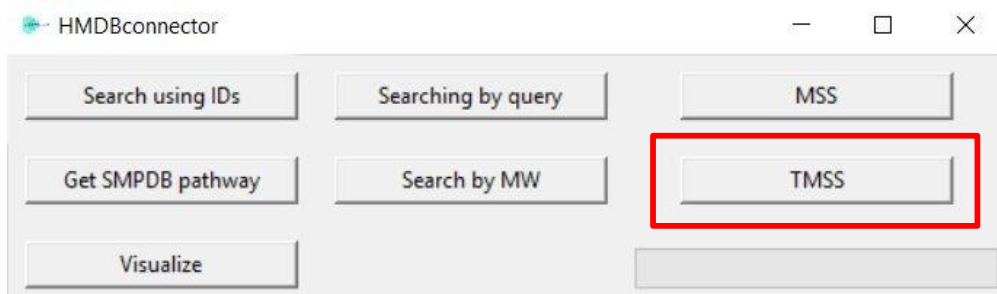 HMDBconnector
Search using IDs
Searching by query
MSS
Get SMPDB pathway
Search by MW
TMSS
Visualize